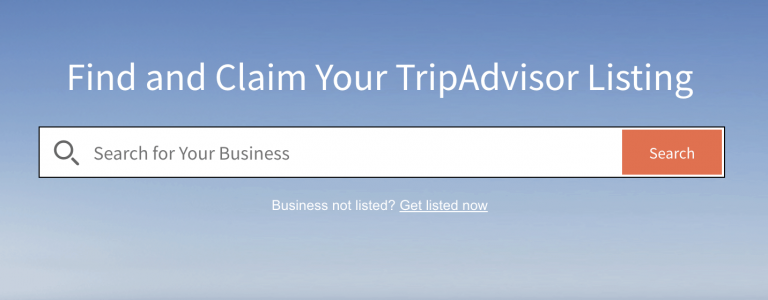 Find and Claim Your TripAdvisor Listing
Search for Your Business
Search
Business not listed? Get listed now